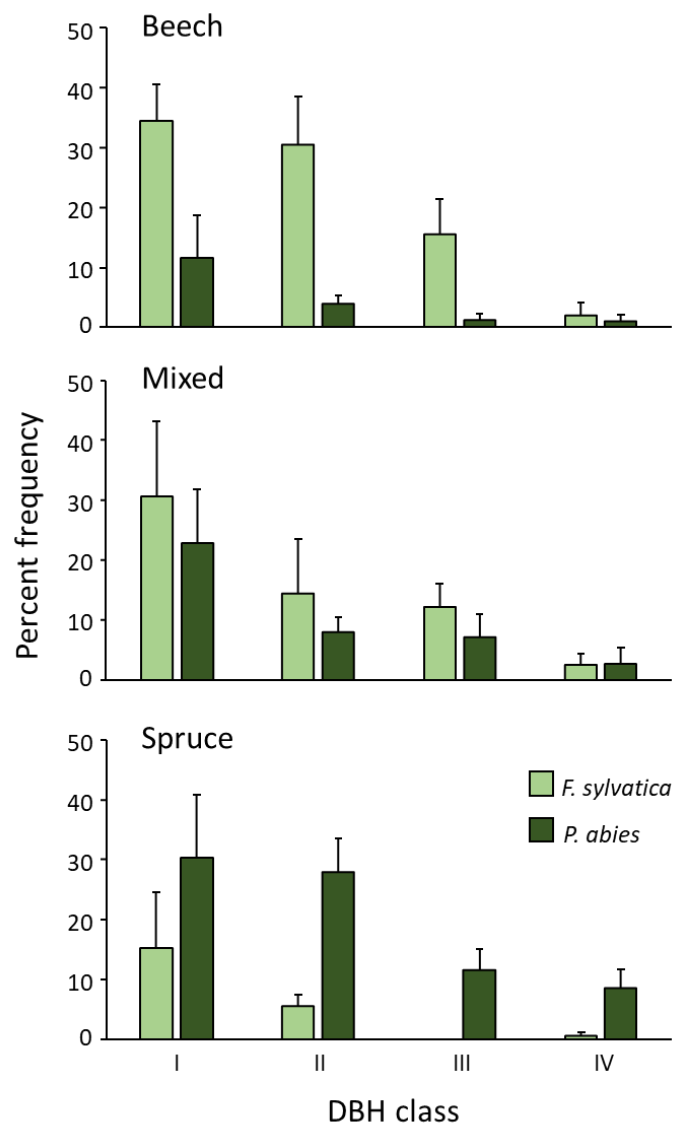 Beech
50
40
30
20
10
0
Mixed
50
40
30
20
10
0
Percent frequency
Spruce
50
40
30
20
10
0
F. sylvatica
P. abies
I II III IV
DBH class